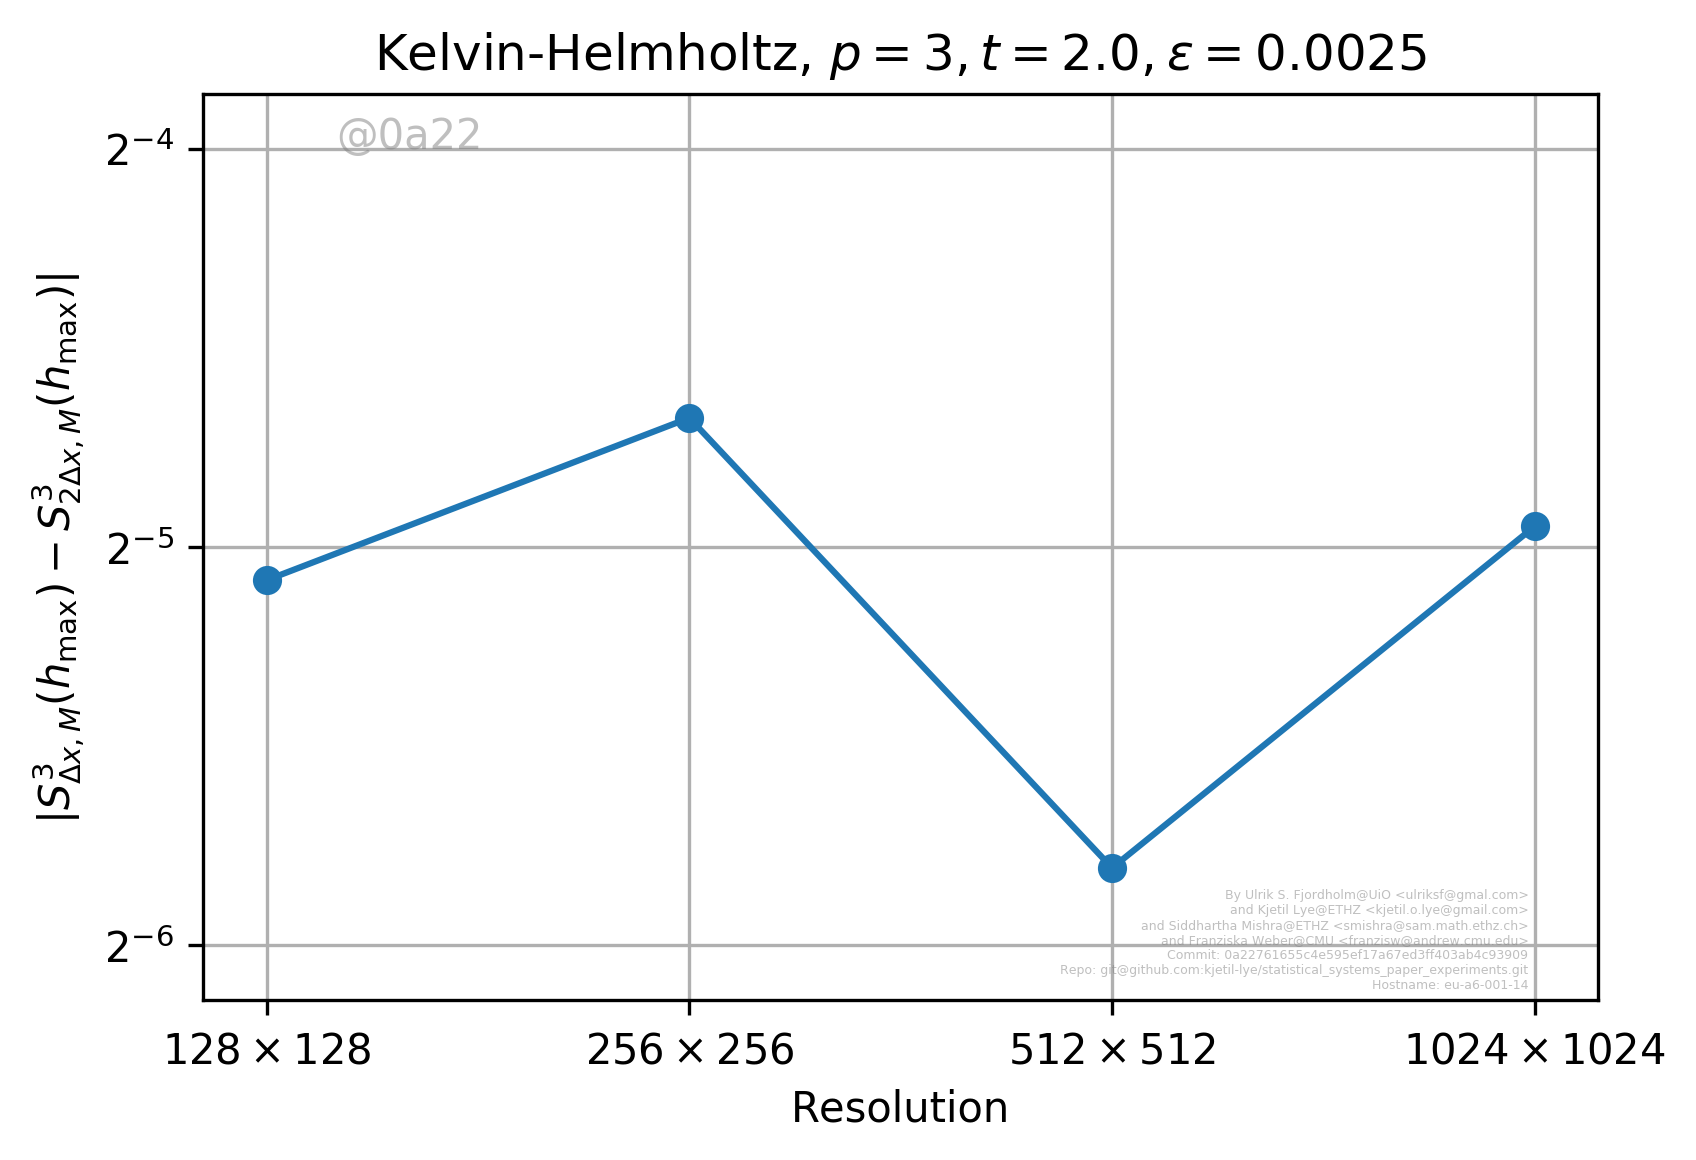 Kelvin-Helmholtz, p = 3, t = 2.0, ε = 0.0025
@0a22
2⁻⁴
2⁻⁵
2⁻⁶
|S³_{Δx,M}(h_max) − S³_{2Δx,M}(h_max)|
By Ulrik S. Fjordholm@UiO <ulriksf@gmal.com>
and Kjetil Lye@ETHZ <kjetil.o.lye@gmail.com>
and Siddhartha Mishra@ETHZ <smishra@sam.math.ethz.ch>
and Franziska Weber@CMU <franzisw@andrew.cmu.edu>
Commit: 0a22761655c4e595ef17a67ed3ff403ab4c93909
Repo: git@github.com:kjetil-lye/statistical_systems_paper_experiments.git
Hostname: eu-a6-001-14
128 × 128 256 × 256 512 × 512 1024 × 1024
Resolution